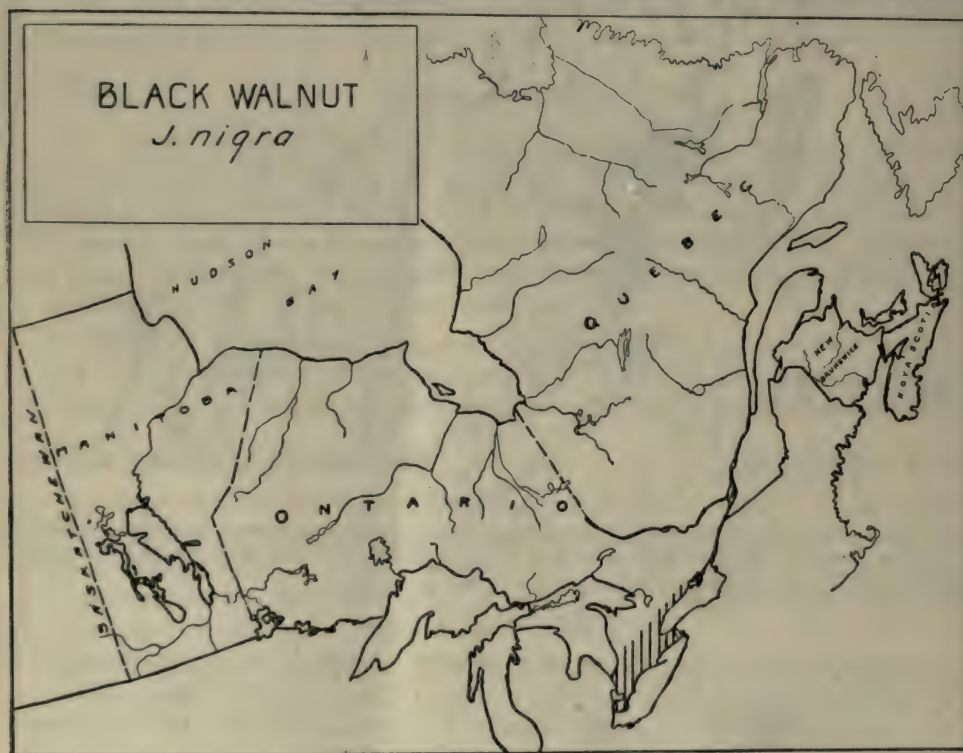 BLACK WALNUT
J. nigra
HUDSON
BAY
QUEBEC
MANITOBA
SASKATCHEWAN
ONTARIO
NEW
BRUNSWICK
NOVA SCOTIA